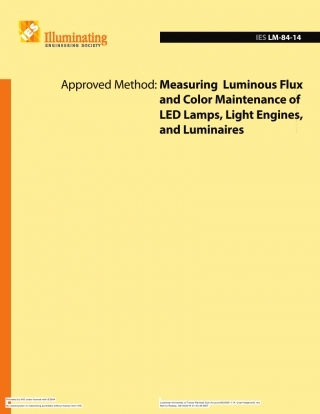 IES
Illuminating
ENGINEERING SOCIETY
IES LM-84-14
Approved Method: Measuring Luminous Flux
and Color Maintenance of
LED Lamps, Light Engines,
and Luminaires